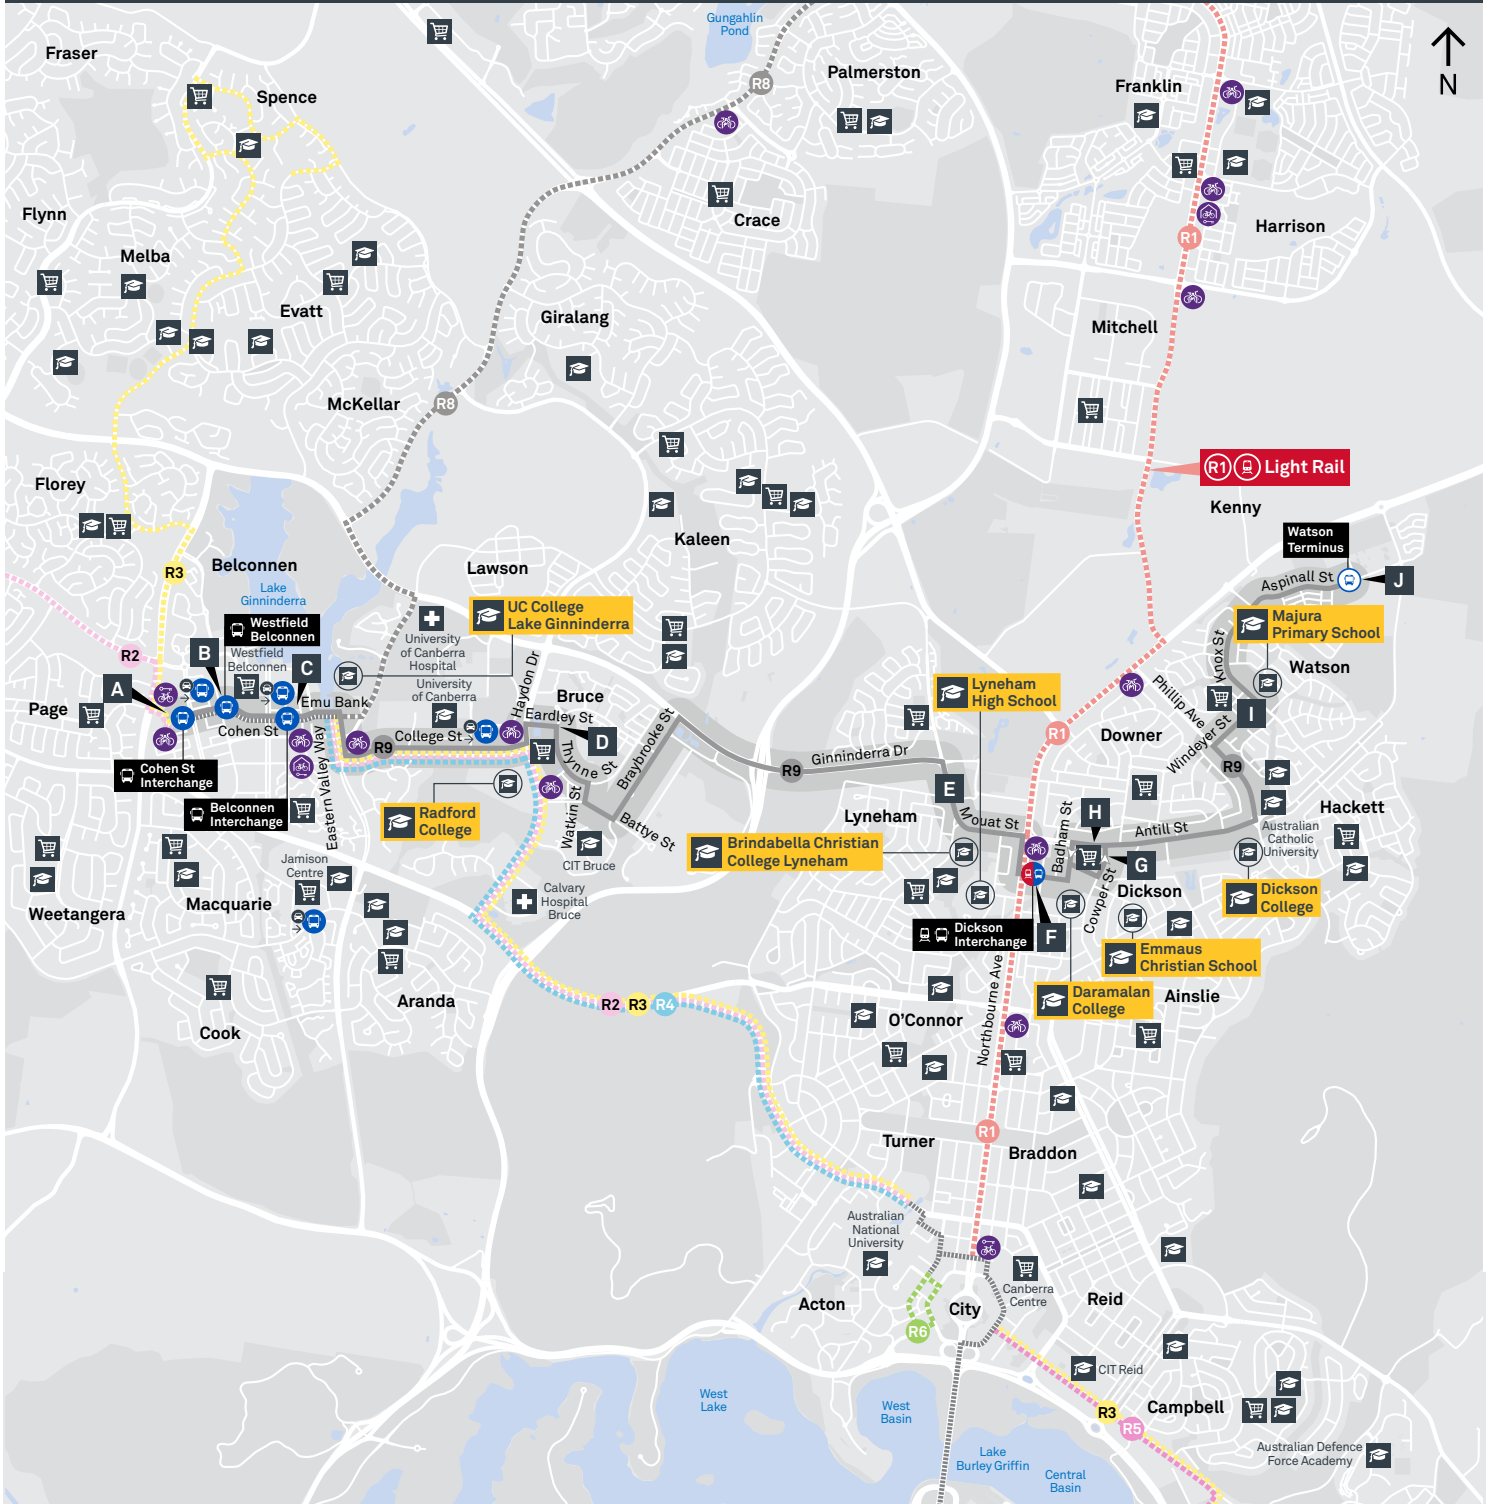 Gungahlin
Pond
Fraser
Palmerston
R8
Franklin
N
Spence
Flynn
Crace
Harrison
R1
Melba
Evatt
Giralang
Mitchell
McKellar
R8
R1 Light Rail
Florey
Kenny
Kaleen
Watson
Terminus
Belconnen
Lawson
R3
Aspinall St
J
Lake
Ginninderra
UC College
Lake Ginninderra
Westfield
Belconnen
Majura
Primary School
University
of Canberra
Hospital
R2
B
Westfield
Belconnen
C
Knox St
Watson
A
University
of Canberra
Haydon Dr
Bruce
Lyneham
High School
Phillip Ave
Page
Emu Bank
Eardley St
I
Cohen St
College St
R9
D
Braybrooke St
R1
Downer
Windeyer St
Thynne St
Ginninderra Dr
R9
R9
Cohen St
Interchange
Eastern Valley Way
Watkin St
E
Belconnen
Interchange
Radford
College
Battye St
Lyneham
Mouat St
Badham St
H
Antill St
Hackett
Brindabella Christian
College Lyneham
Australian
Catholic
University
Jamison
Centre
CIT Bruce
G
Cowper St
Dickson
Dickson
College
Weetangera
Macquarie
Calvary
Hospital
Bruce
Dickson
Interchange
F
Emmaus
Christian School
Northbourne Ave
Aranda
R2 R3 R4
Daramalan
College
Ainslie
Cook
O'Connor
Turner
R1
Braddon
Australian
National
University
Canberra
Centre
Acton
City
Reid
R6
CIT Reid
West
Lake
West
Basin
R3
Campbell
R5
Lake
Burley Griffin
Central
Basin
Australian Defence
Force Academy